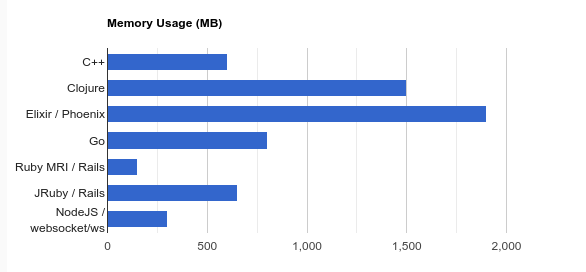 Memory Usage (MB)
C++
Clojure
Elixir / Phoenix
Go
Ruby MRI / Rails
JRuby / Rails
NodeJS /
websocket/ws
0 500 1,000 1,500 2,000